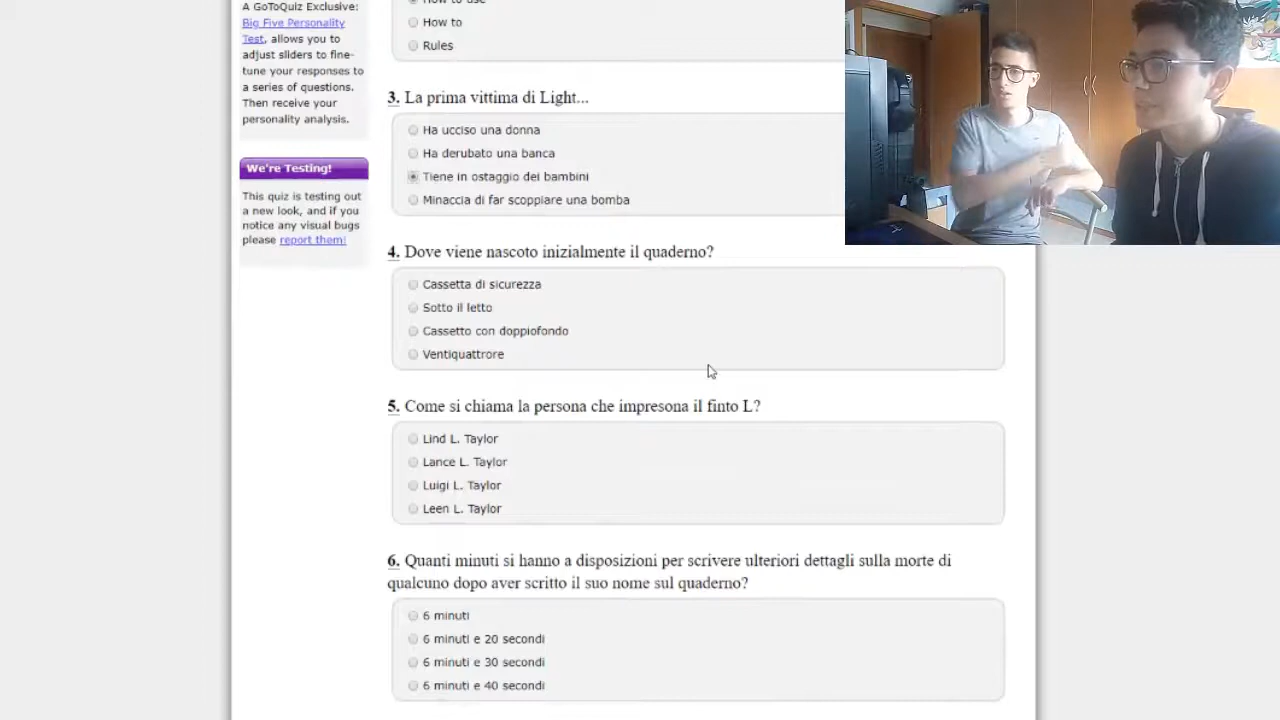 A GoToQuiz Exclusive:
Big Five Personality
Test, allows you to
adjust sliders to fine-
tune your responses to
a series of questions.
Then receive your
personality analysis.
We're Testing!
This quiz is testing out
a new look, and if you
notice any visual bugs
please report them!
How to use
How to
Rules
3. La prima vittima di Light...
Ha ucciso una donna
Ha derubato una banca
Tiene in ostaggio dei bambini
Minaccia di far scoppiare una bomba
4. Dove viene nascoto inizialmente il quaderno?
Cassetta di sicurezza
Sotto il letto
Cassetto con doppiofondo
Ventiquattrore
5. Come si chiama la persona che impresona il finto L?
Lind L. Taylor
Lance L. Taylor
Luigi L. Taylor
Leen L. Taylor
6. Quanti minuti si hanno a disposizioni per scrivere ulteriori dettagli sulla morte di
qualcuno dopo aver scritto il suo nome sul quaderno?
6 minuti
6 minuti e 20 secondi
6 minuti e 30 secondi
6 minuti e 40 secondi